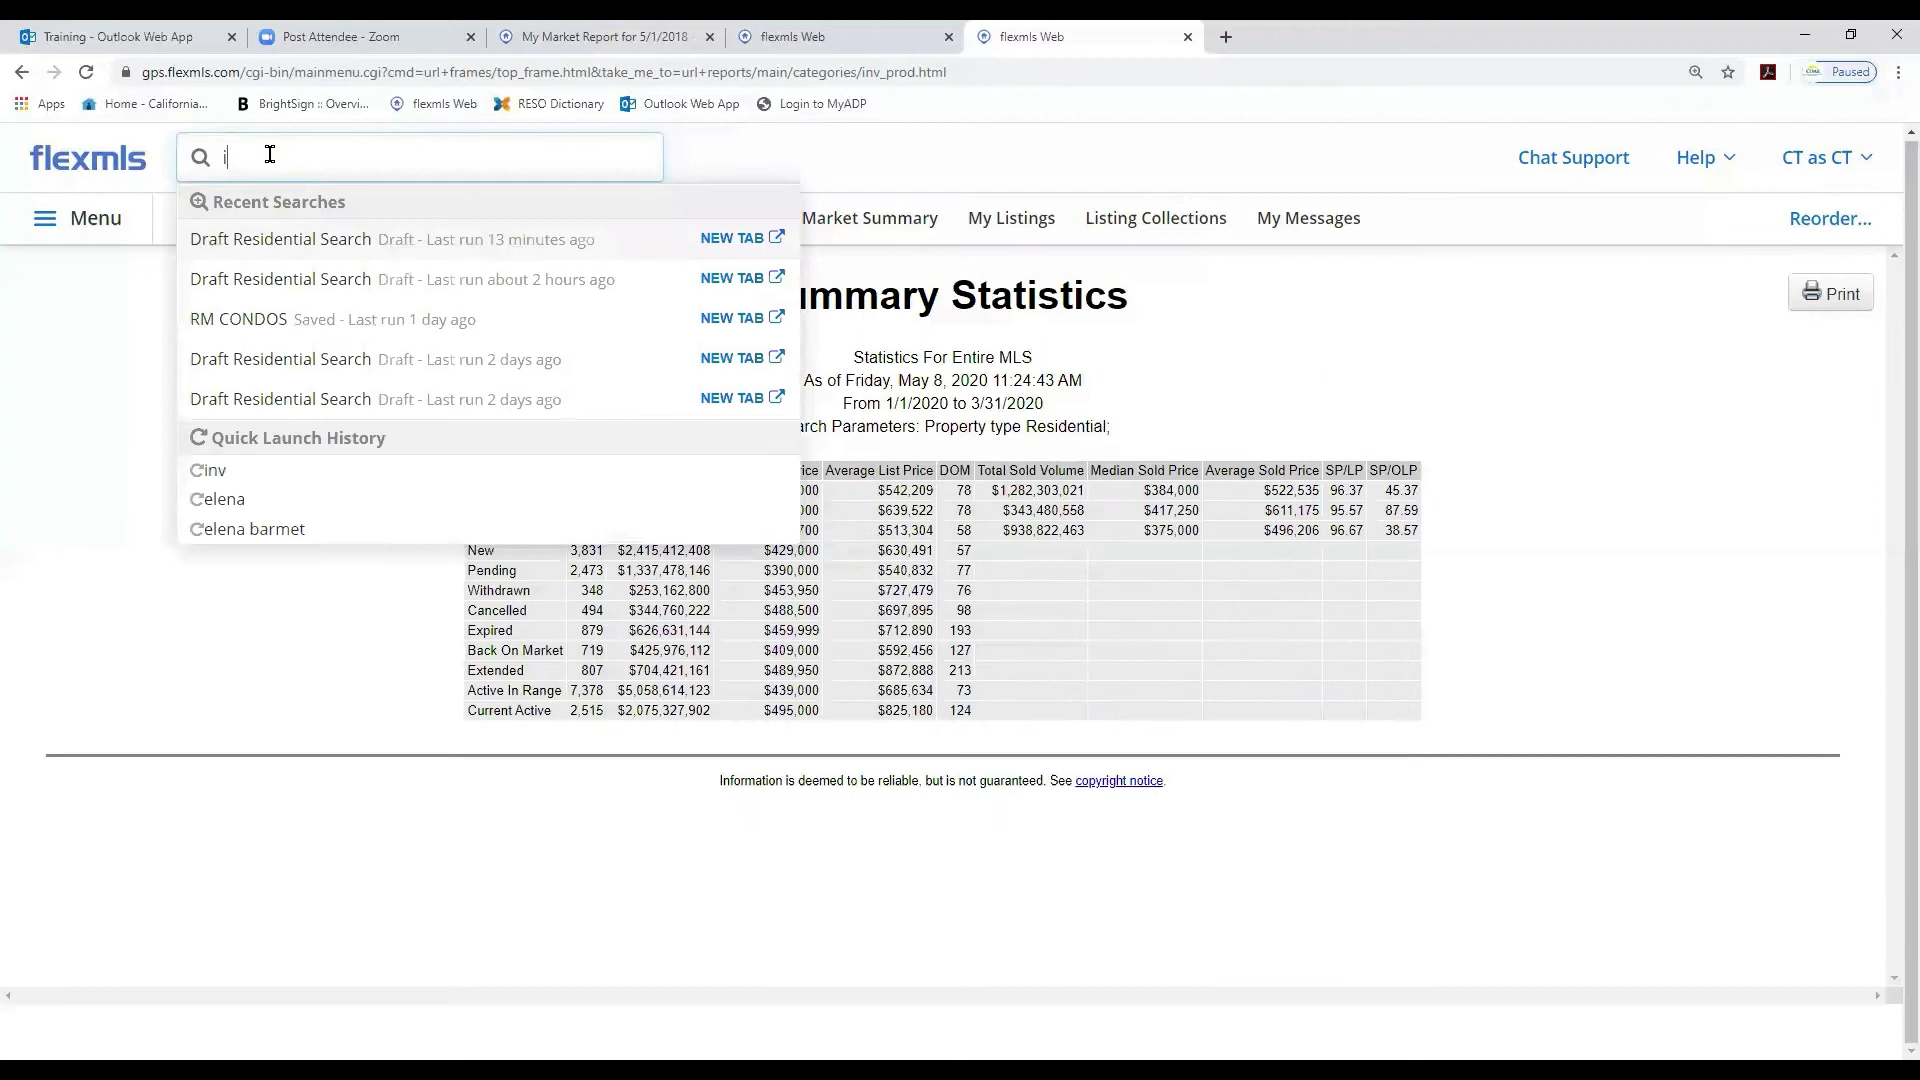 Training - Outlook Web App
Post Attendee - Zoom
My Market Report for 5/1/2018
flexmls Web
flexmls Web
gps.flexmls.com/cgi-bin/mainmenu.cgi?cmd=url+frames/top_frame.html&take_me_to=url+reports/main/categories/inv_prod.html
Paused
Apps
Home - California...
BrightSign :: Overvi...
flexmls Web
RESO Dictionary
Outlook Web App
Login to MyADP
flexmls
i
Chat Support
Help
CT as CT
Menu
Market Summary
My Listings
Listing Collections
My Messages
Reorder...
Recent Searches
Draft Residential Search Draft - Last run 13 minutes ago NEW TAB
Draft Residential Search Draft - Last run about 2 hours ago NEW TAB
RM CONDOS Saved - Last run 1 day ago NEW TAB
Draft Residential Search Draft - Last run 2 days ago NEW TAB
Draft Residential Search Draft - Last run 2 days ago NEW TAB
Quick Launch History
inv
elena
elena barmet
mmary Statistics
Print
Statistics For Entire MLS
As of Friday, May 8, 2020 11:24:43 AM
From 1/1/2020 to 3/31/2020
arch Parameters: Property type Residential;
ice Average List Price DOM Total Sold Volume Median Sold Price Average Sold Price SP/LP SP/OLP
000 $542,209 78 $1,282,303,021 $384,000 $522,535 96.37 45.37
000 $639,522 78 $343,480,558 $417,250 $611,175 95.57 87.59
700 $513,304 58 $938,822,463 $375,000 $496,206 96.67 38.57
New 3,831 $2,415,412,408 $429,000 $630,491 57
Pending 2,473 $1,337,478,146 $390,000 $540,832 77
Withdrawn 348 $253,162,800 $453,950 $727,479 76
Cancelled 494 $344,760,222 $488,500 $697,895 98
Expired 879 $626,631,144 $459,999 $712,890 193
Back On Market 719 $425,976,112 $409,000 $592,456 127
Extended 807 $704,421,161 $489,950 $872,888 213
Active In Range 7,378 $5,058,614,123 $439,000 $685,634 73
Current Active 2,515 $2,075,327,902 $495,000 $825,180 124
Information is deemed to be reliable, but is not guaranteed. See copyright notice.